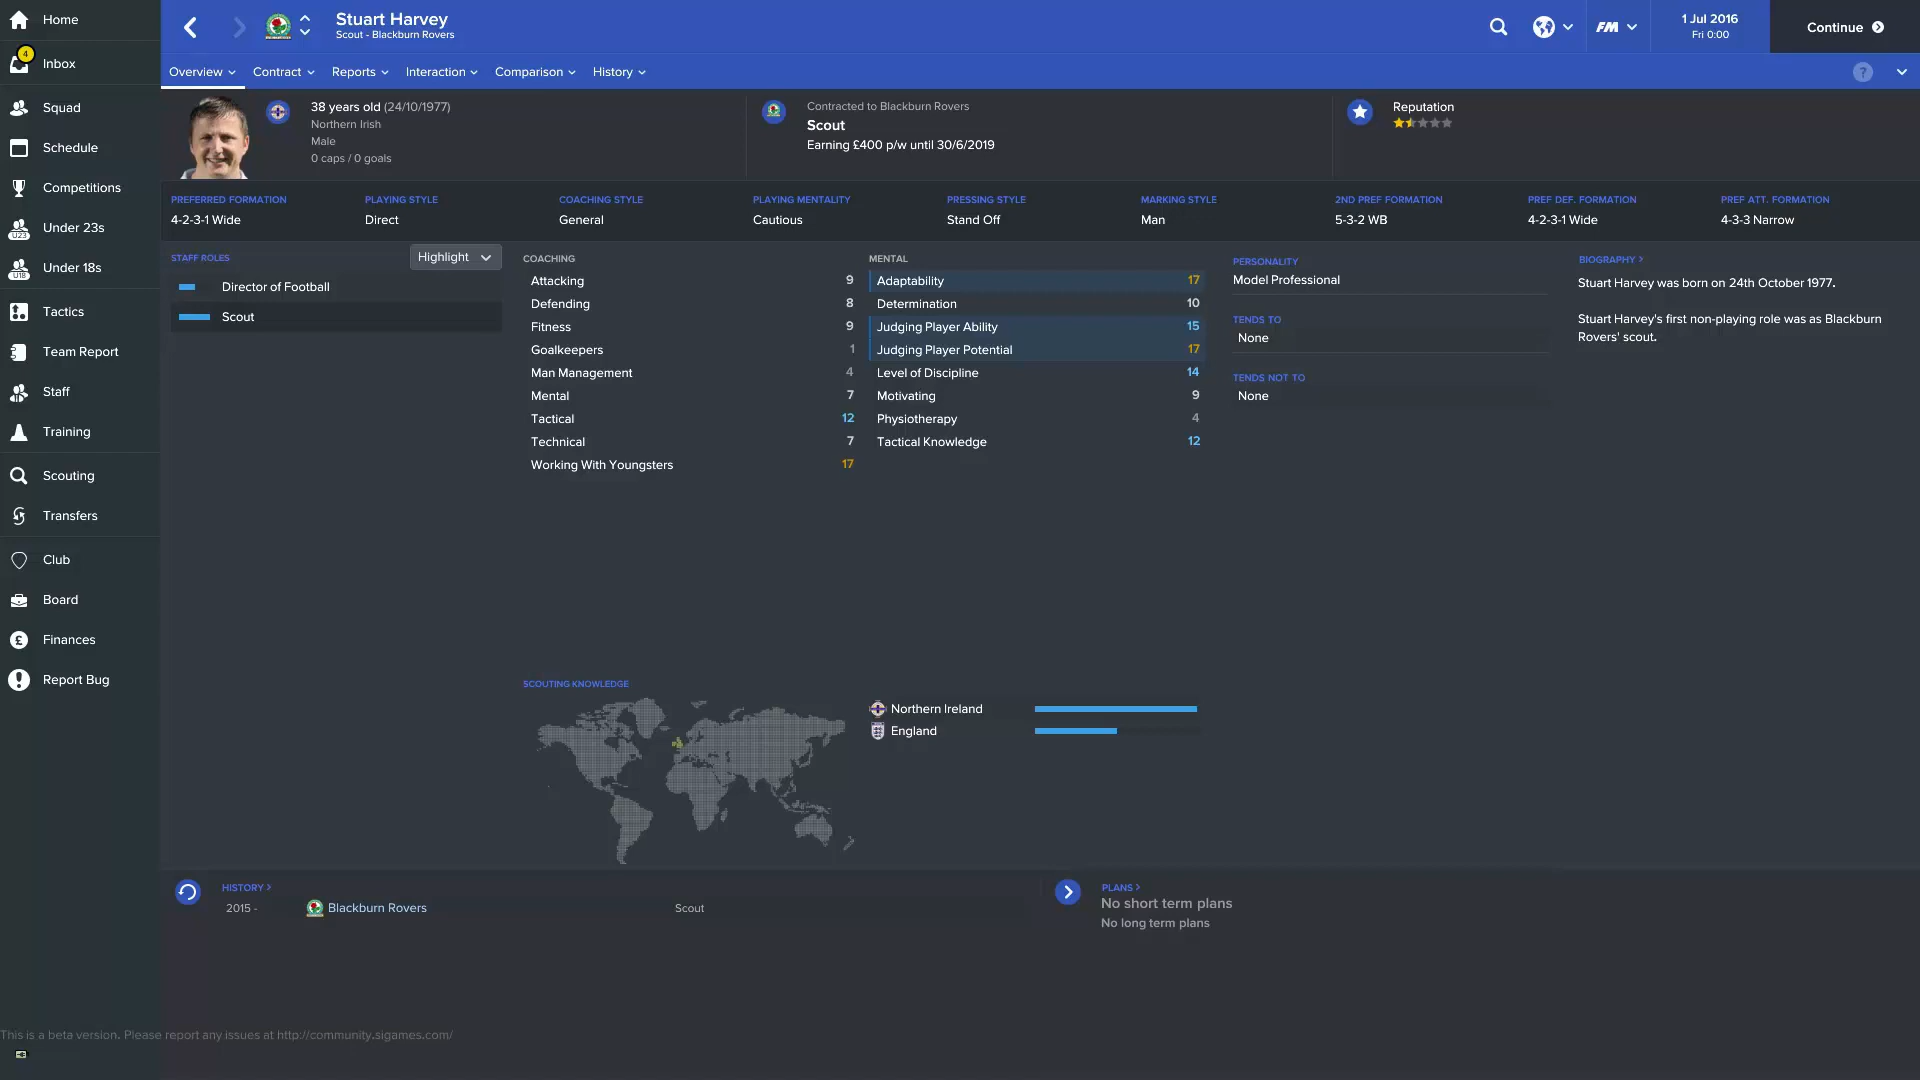 Home
4
Inbox
Squad
Schedule
Competitions
U23
Under 23s
U18
Under 18s
Tactics
Team Report
Staff
Training
Scouting
Transfers
Club
Board
Finances
Report Bug
Stuart Harvey
Scout - Blackburn Rovers
FM
1 Jul 2016
Fri 0:00
Continue
Overview Contract Reports Interaction Comparison History
?
38 years old (24/10/1977)
Northern Irish
Male
0 caps / 0 goals
Contracted to Blackburn Rovers
Scout
Earning £400 p/w until 30/6/2019
Reputation
PREFERRED FORMATION
4-2-3-1 Wide
PLAYING STYLE
Direct
COACHING STYLE
General
PLAYING MENTALITY
Cautious
PRESSING STYLE
Stand Off
MARKING STYLE
Man
2ND PREF FORMATION
5-3-2 WB
PREF DEF. FORMATION
4-2-3-1 Wide
PREF ATT. FORMATION
4-3-3 Narrow
STAFF ROLES
Highlight
Director of Football
Scout
COACHING
Attacking 9
Defending 8
Fitness 9
Goalkeepers 1
Man Management 4
Mental 7
Tactical 12
Technical 7
Working With Youngsters 17
MENTAL
Adaptability 17
Determination 10
Judging Player Ability 15
Judging Player Potential 17
Level of Discipline 14
Motivating 9
Physiotherapy 4
Tactical Knowledge 12
PERSONALITY
Model Professional
TENDS TO
None
TENDS NOT TO
None
BIOGRAPHY >
Stuart Harvey was born on 24th October 1977.
Stuart Harvey's first non-playing role was as Blackburn
Rovers' scout.
SCOUTING KNOWLEDGE
Northern Ireland
England
HISTORY >
2015 - Blackburn Rovers Scout
PLANS >
No short term plans
No long term plans
This is a beta version. Please report any issues at http://community.sigames.com/